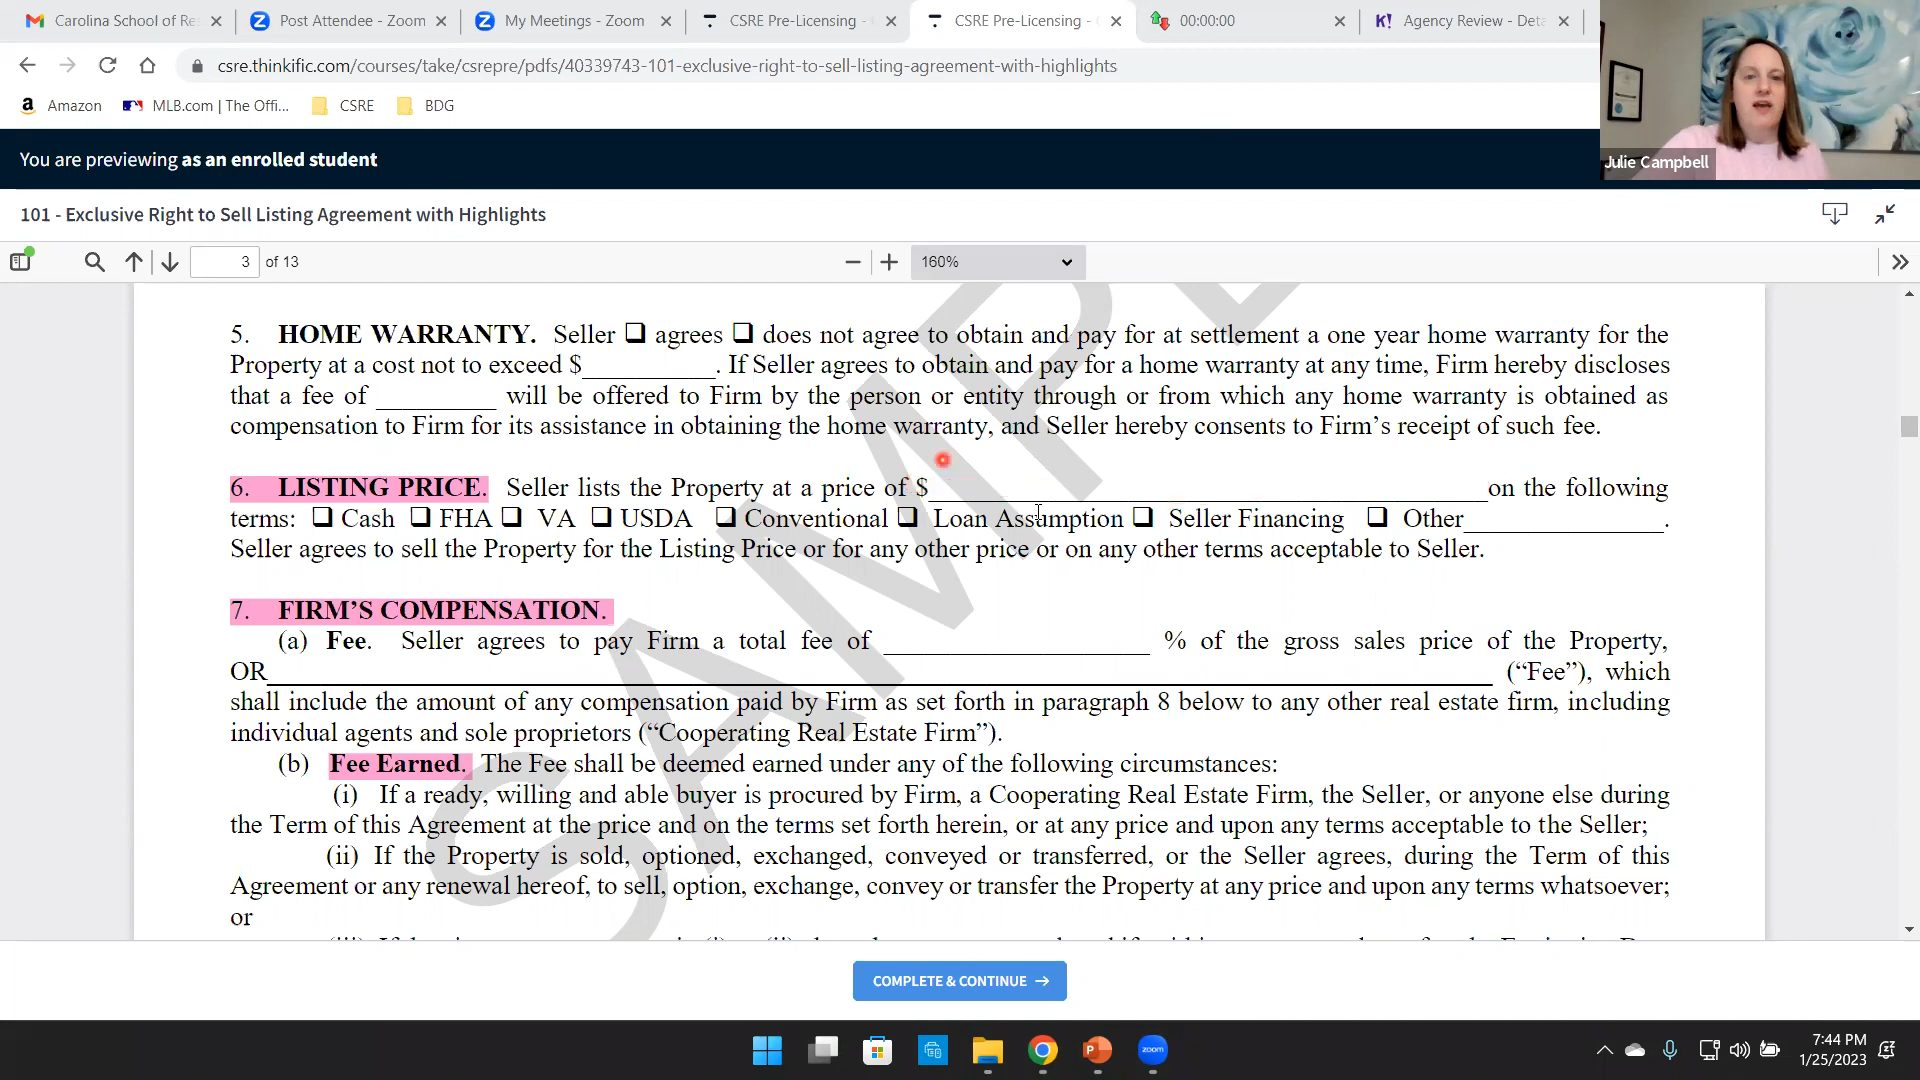 Carolina School of Re
Post Attendee - Zoom
My Meetings - Zoom
CSRE Pre-Licensing -
CSRE Pre-Licensing -
00:00:00
K! Agency Review - Deta
csre.thinkific.com/courses/take/csrepre/pdfs/40339743-101-exclusive-right-to-sell-listing-agreement-with-highlights
Amazon
MLB.com | The Offi...
CSRE
BDG
Julie Campbell
You are previewing as an enrolled student
101 - Exclusive Right to Sell Listing Agreement with Highlights
3 of 13
160%
5. HOME WARRANTY. Seller ❑ agrees ❑ does not agree to obtain and pay for at settlement a one year home warranty for the
Property at a cost not to exceed $__________. If Seller agrees to obtain and pay for a home warranty at any time, Firm hereby discloses
that a fee of _________ will be offered to Firm by the person or entity through or from which any home warranty is obtained as
compensation to Firm for its assistance in obtaining the home warranty, and Seller hereby consents to Firm’s receipt of such fee.
6. LISTING PRICE. Seller lists the Property at a price of $__________________________________________on the following
terms: ❑ Cash ❑ FHA ❑ VA ❑ USDA ❑ Conventional ❑ Loan Assumption ❑ Seller Financing ❑ Other_______________.
Seller agrees to sell the Property for the Listing Price or for any other price or on any other terms acceptable to Seller.
7. FIRM’S COMPENSATION.
(a) Fee. Seller agrees to pay Firm a total fee of ____________________ % of the gross sales price of the Property,
OR____________________________________________________________ (“Fee”), which
shall include the amount of any compensation paid by Firm as set forth in paragraph 8 below to any other real estate firm, including
individual agents and sole proprietors (“Cooperating Real Estate Firm”).
(b) Fee Earned. The Fee shall be deemed earned under any of the following circumstances:
(i) If a ready, willing and able buyer is procured by Firm, a Cooperating Real Estate Firm, the Seller, or anyone else during
the Term of this Agreement at the price and on the terms set forth herein, or at any price and upon any terms acceptable to the Seller;
(ii) If the Property is sold, optioned, exchanged, conveyed or transferred, or the Seller agrees, during the Term of this
Agreement or any renewal hereof, to sell, option, exchange, convey or transfer the Property at any price and upon any terms whatsoever;
or
COMPLETE & CONTINUE →
zoom
7:44 PM
1/25/2023